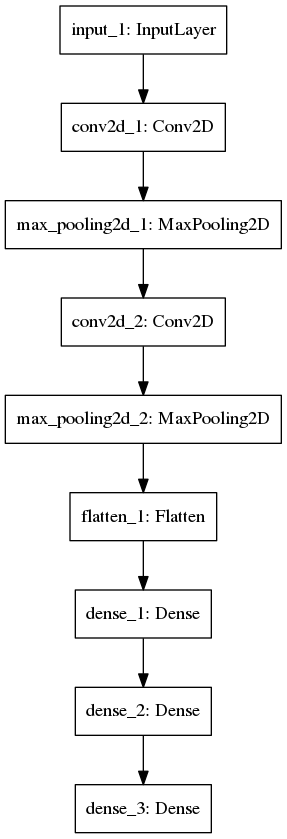 input_1: InputLayer
conv2d_1: Conv2D
max_pooling2d_1: MaxPooling2D
conv2d_2: Conv2D
max_pooling2d_2: MaxPooling2D
flatten_1: Flatten
dense_1: Dense
dense_2: Dense
dense_3: Dense